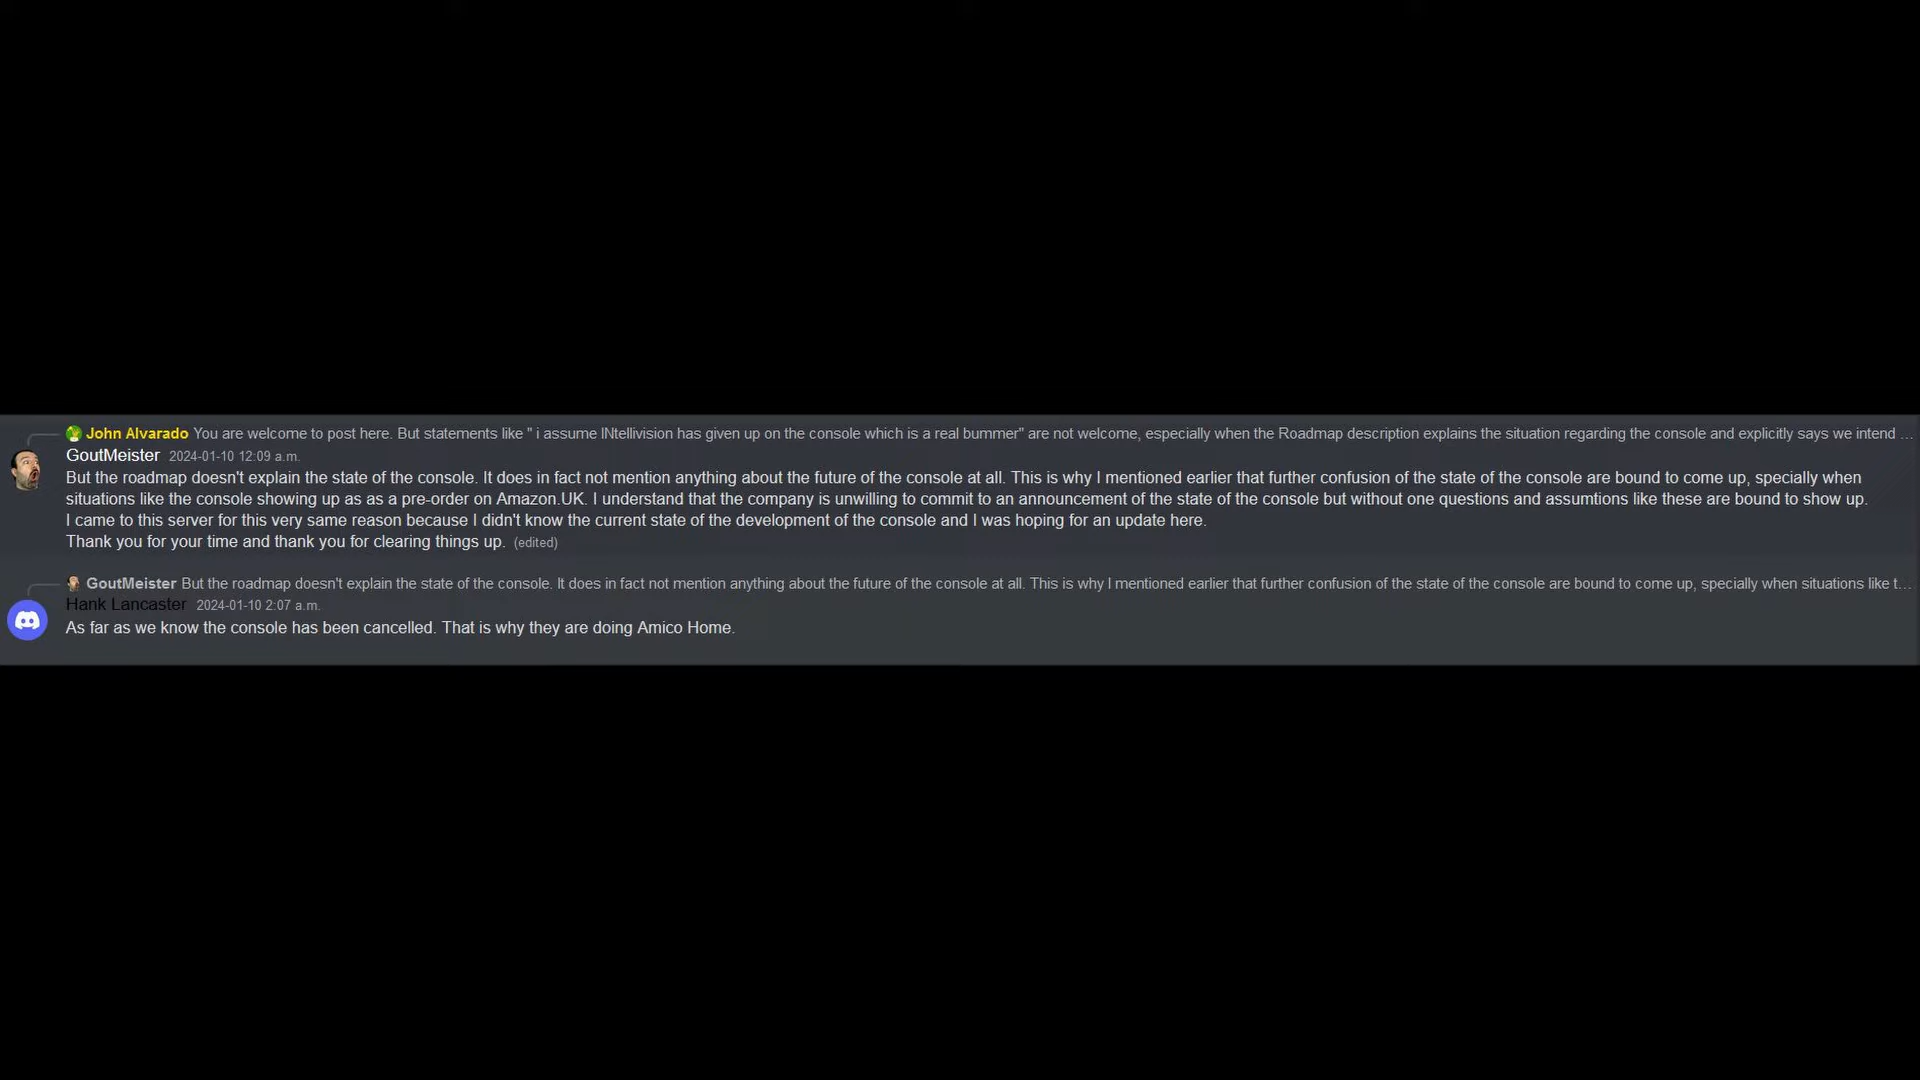 John Alvarado You are welcome to post here. But statements like " i assume INtellivision has given up on the console which is a real bummer" are not welcome, especially when the Roadmap description explains the situation regarding the console and explicitly says we intend ...
GoutMeister 2024-01-10 12:09 a.m.
But the roadmap doesn't explain the state of the console. It does in fact not mention anything about the future of the console at all. This is why I mentioned earlier that further confusion of the state of the console are bound to come up, specially when
situations like the console showing up as as a pre-order on Amazon.UK. I understand that the company is unwilling to commit to an announcement of the state of the console but without one questions and assumtions like these are bound to show up.
I came to this server for this very same reason because I didn't know the current state of the development of the console and I was hoping for an update here.
Thank you for your time and thank you for clearing things up. (edited)
GoutMeister But the roadmap doesn't explain the state of the console. It does in fact not mention anything about the future of the console at all. This is why I mentioned earlier that further confusion of the state of the console are bound to come up, specially when situations like t...
Hank Lancaster 2024-01-10 2:07 a.m.
As far as we know the console has been cancelled. That is why they are doing Amico Home.